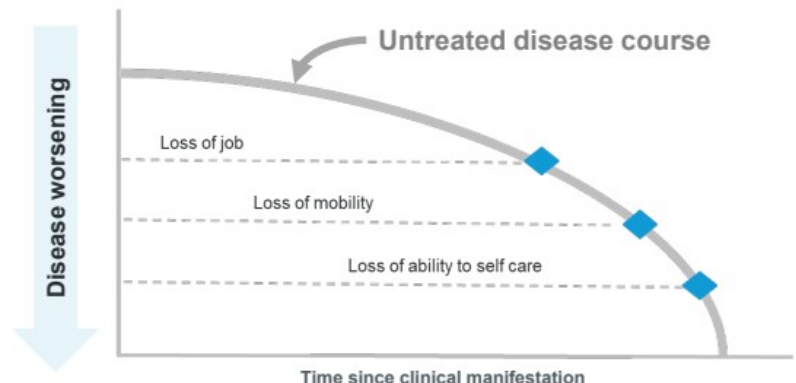 Untreated disease course
Disease worsening
Loss of job
Loss of mobility
Loss of ability to self care
Time since clinical manifestation